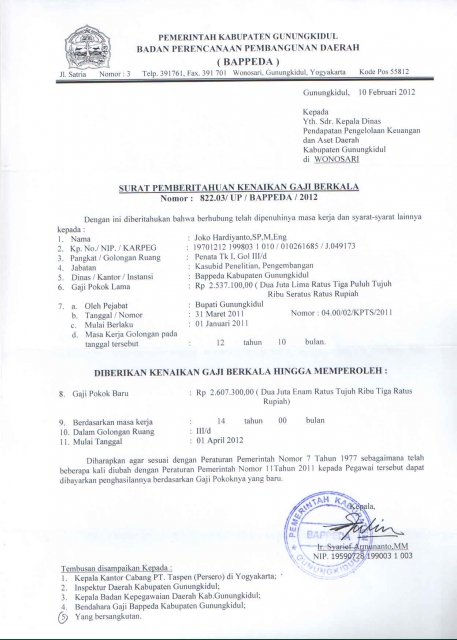 PEMERINTAH KABUPATEN GUNUNGKIDUL
BADAN PERENCANAAN PEMBANGUNAN DAERAH
( BAPPEDA )
Jl. Satria Nomor : 3 Telp. 391761, Fax. 391 701 Wonosari, Gunungkidul, Yogyakarta Kode Pos 55812
Gunungkidul, 10 Februari 2012
Kepada
Yth. Sdr. Kepala Dinas
Pendapatan Pengelolaan Keuangan
dan Aset Daerah
Kabupaten Gunungkidul
di WONOSARI
SURAT PEMBERITAHUAN KENAIKAN GAJI BERKALA
Nomor : 822.03/ UP / BAPPEDA / 2012
Dengan ini diberitahukan bahwa berhubung telah dipenuhinya masa kerja dan syarat-syarat lainnya
kepada :
1. Nama : Joko Hardiyanto,SP,M,Eng
2. Kp. No./ NIP. / KARPEG : 19701212 199803 1 010 / 010261685 / J.049173
3. Pangkat / Golongan Ruang : Penata Tk I, Gol III/d
4. Jabatan : Kasubid Penelitian, Pengembangan
5. Dinas / Kantor / Instansi : Bappeda Kabupaten Gunungkidul
6. Gaji Pokok Lama : Rp 2.537.100,00 ( Dua Juta Lima Ratus Tiga Puluh Tujuh
Ribu Seratus Ratus Rupiah
7. a. Oleh Pejabat : Bupati Gunungkidul
b. Tanggal / Nomor : 31 Maret 2011 Nomor : 04.00/02/KPTS/2011
c. Mulai Berlaku : 01 Januari 2011
d. Masa Kerja Golongan pada
tanggal tersebut : 12 tahun 10 bulan.
DIBERIKAN KENAIKAN GAJI BERKALA HINGGA MEMPEROLEH :
8. Gaji Pokok Baru : Rp 2.607.300,00 ( Dua Juta Enam Ratus Tujuh Ribu Tiga Ratus
Rupiah)
9. Berdasarkan masa kerja : 14 tahun 00 bulan
10. Dalam Golongan Ruang : III/d
11. Mulai Tanggal : 01 April 2012
Diharapkan agar sesuai dengan Peraturan Pemerintah Nomor 7 Tahun 1977 sebagaimana telah
beberapa kali diubah dengan Peraturan Pemerintah Nomor 11Tahun 2011 kepada Pegawai tersebut dapat
dibayarkan penghasilannya berdasarkan Gaji Pokoknya yang baru.
Kepala,
PEMERINTAH KABUPATEN
BAPPEDA
GUNUNGKIDUL
Ir. Syarief Armunanto,MM
NIP. 19590728 199003 1 003
Tembusan disampaikan Kepada :
1. Kepala Kantor Cabang PT. Taspen (Persero) di Yogyakarta;
2. Inspektur Daerah Kabupaten Gunungkidul;
3. Kepala Badan Kepegawaian Daerah Kab.Gunungkidul;
4. Bendahara Gaji Bappeda Kabupaten Gunungkidul;
5 Yang bersangkutan.